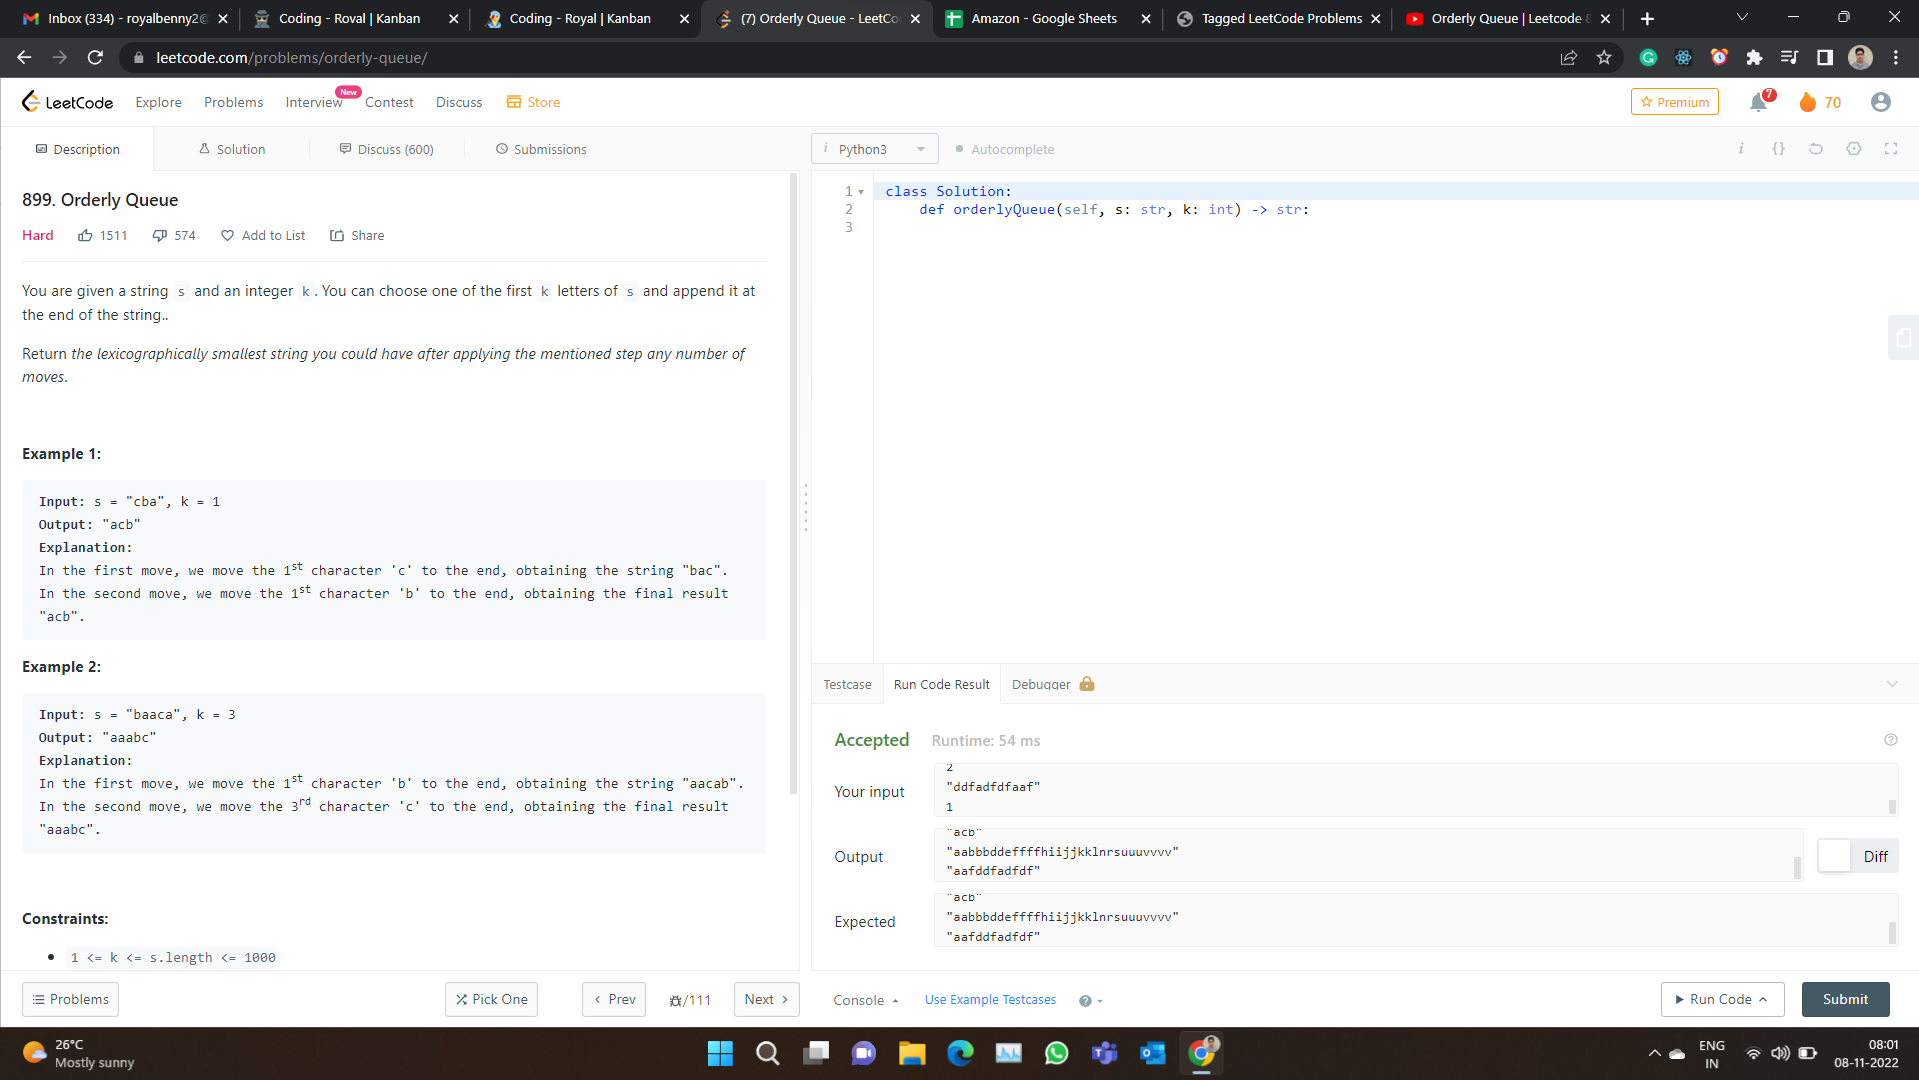 Inbox (334) - royalbenny2@
Coding - Roval | Kanban
Coding - Royal | Kanban
(7) Orderly Queue - LeetCo
Amazon - Google Sheets
Tagged LeetCode Problems
Orderly Queue | Leetcode 8
leetcode.com/problems/orderly-queue/
LeetCode
Explore
Problems
Interview
New
Contest
Discuss
Store
Premium
7
70
Description
Solution
Discuss (600)
Submissions
i Python3
Autocomplete
i {}
899. Orderly Queue
Hard 1511 574 Add to List Share
You are given a string s and an integer k. You can choose one of the first k letters of s and append it at
the end of the string..
Return the lexicographically smallest string you could have after applying the mentioned step any number of
moves.
Example 1:
Input: s = "cba", k = 1
Output: "acb"
Explanation:
In the first move, we move the 1st character 'c' to the end, obtaining the string "bac".
In the second move, we move the 1st character 'b' to the end, obtaining the final result
"acb".
Example 2:
Input: s = "baaca", k = 3
Output: "aaabc"
Explanation:
In the first move, we move the 1st character 'b' to the end, obtaining the string "aacab".
In the second move, we move the 3rd character 'c' to the end, obtaining the final result
"aaabc".
Constraints:
1 <= k <= s.length <= 1000
1 class Solution:
2 def orderlyQueue(self, s: str, k: int) -> str:
3
Testcase
Run Code Result
Debugger
Accepted Runtime: 54 ms
Your input
2
"ddfadfdfaaf"
1
Output
"acb"
"aabbbddeffffhiijjkklnrsuuuvvvv"
"aafddfadfdf"
Diff
Expected
"acb"
"aabbbddeffffhiijjkklnrsuuuvvvv"
"aafddfadfdf"
Problems
Pick One
Prev
/111
Next
Console
Use Example Testcases
Run Code
Submit
26°C
Mostly sunny
ENG
IN
08:01
08-11-2022